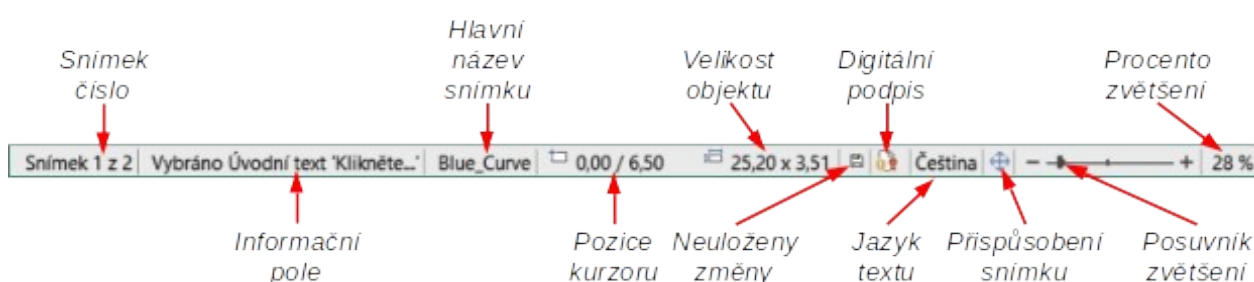 Snímek
číslo
Hlavní
název
snímku
Velikost
objektu
Digitální
podpis
Procento
zvětšení
Snímek 1 z 2 Vybráno Úvodní text 'Klikněte...' Blue_Curve 0,00 / 6,50 25,20 x 3,51 Čeština 28 %
Informační
pole
Pozice
kurzoru
Neuloženy
změny
Jazyk
textu
Přispůsobení
snímku
Posuvník
zvětšení